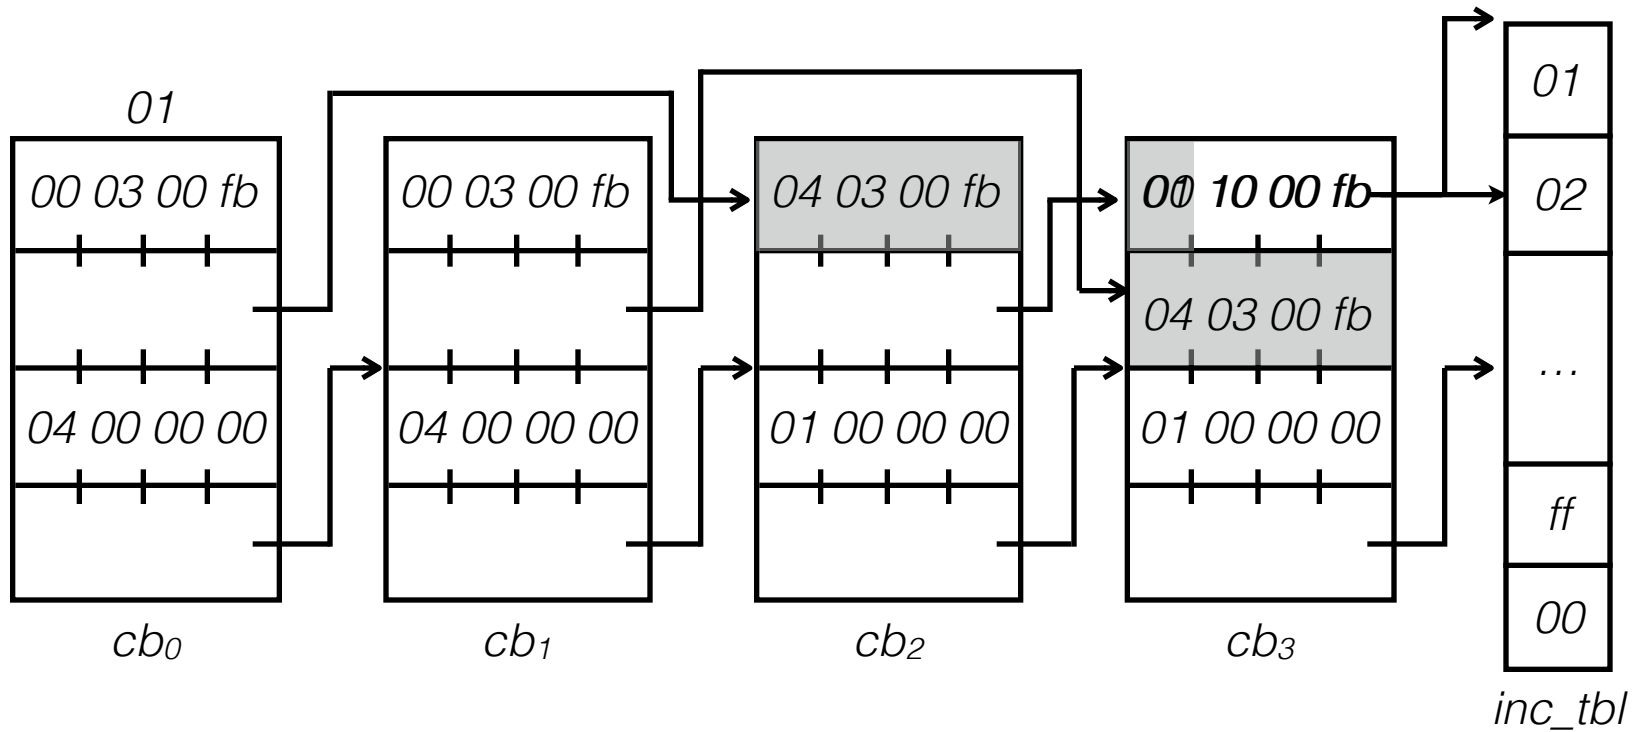 01
00 03 00 fb
04 00 00 00
cb0
00 03 00 fb
04 00 00 00
cb1
04 03 00 fb
01 00 00 00
cb2
10 00 fb
04 03 00 fb
01 00 00 00
cb3
01
02
...
ff
00
inc_tbl